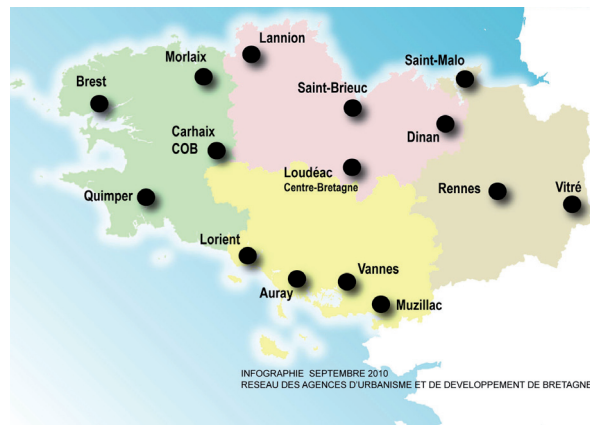 Lannion
Morlaix
Saint-Malo
Brest
Saint-Brieuc
Carhaix
COB
Dinan
Loudéac
Centre-Bretagne
Rennes
Vitré
Quimper
Lorient
Vannes
Auray
Muzillac
INFOGRAPHIE SEPTEMBRE 2010
RESEAU DES AGENCES D'URBANISME ET DE DEVELOPPEMENT DE BRETAGNE